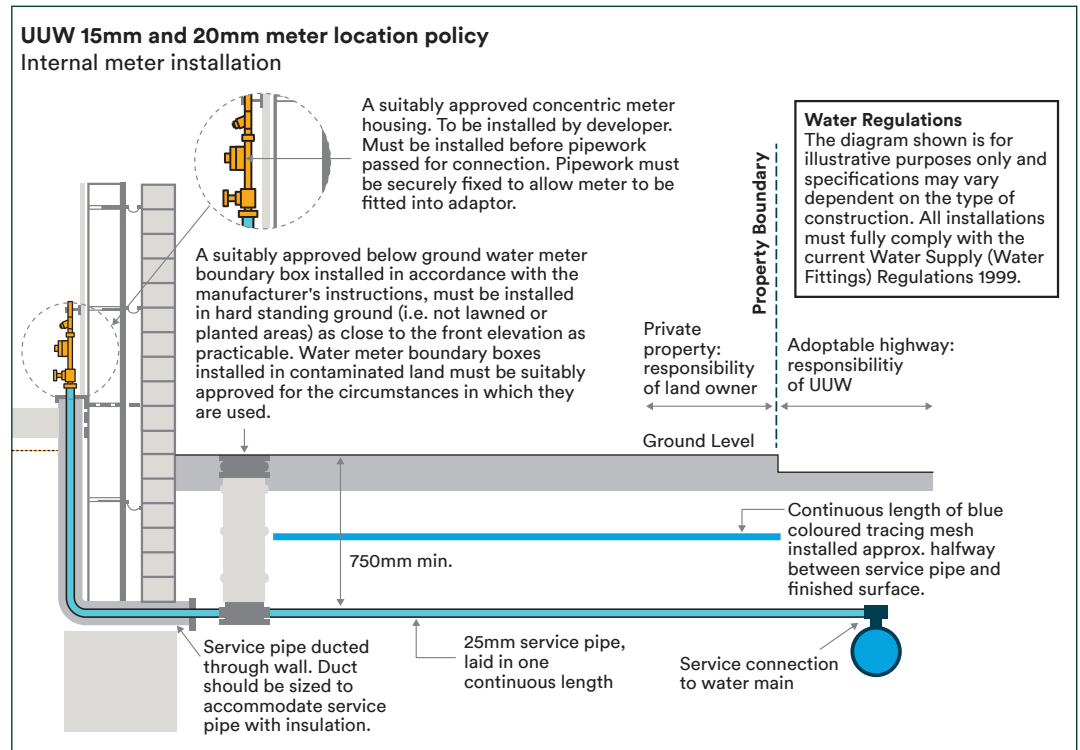 UUW 15mm and 20mm meter location policy
Internal meter installation
A suitably approved concentric meter
housing. To be installed by developer.
Must be installed before pipework
passed for connection. Pipework must
be securely fixed to allow meter to be
fitted into adaptor.
Water Regulations
The diagram shown is for
illustrative purposes only and
specifications may vary
dependent on the type of
construction. All installations
must fully comply with the
current Water Supply (Water
Fittings) Regulations 1999.
Property Boundary
A suitably approved below ground water meter
boundary box installed in accordance with the
manufacturer's instructions, must be installed
in hard standing ground (i.e. not lawned or
planted areas) as close to the front elevation as
practicable. Water meter boundary boxes
installed in contaminated land must be suitably
approved for the circumstances in which they
are used.
Private
property:
responsibility
of land owner
Adoptable highway:
responsibilitiy
of UUW
Ground Level
Continuous length of blue
coloured tracing mesh
installed approx. halfway
between service pipe and
finished surface.
750mm min.
Service pipe ducted
through wall. Duct
should be sized to
accommodate service
pipe with insulation.
25mm service pipe,
laid in one
continuous length
Service connection
to water main